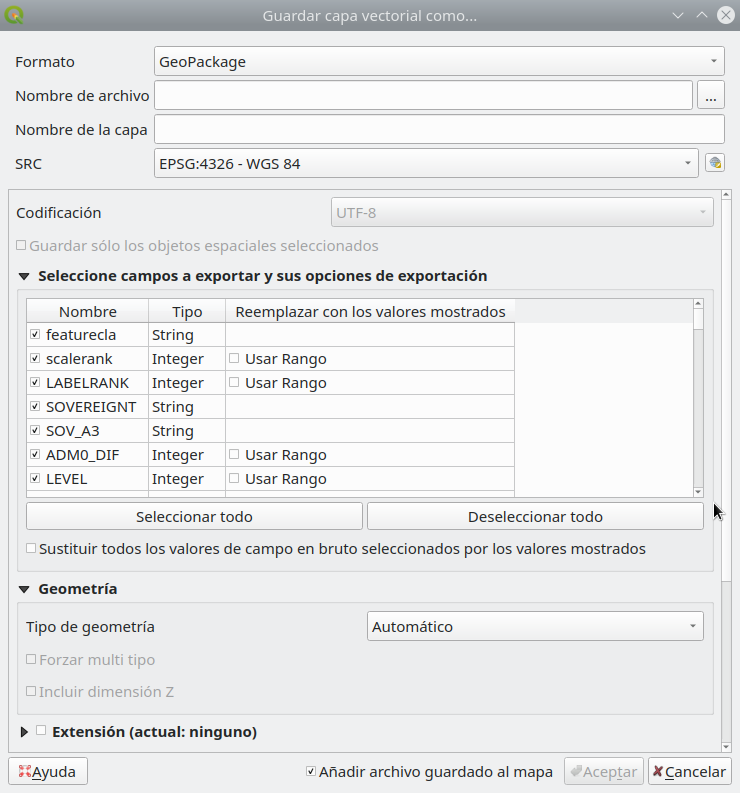 Guardar capa vectorial como...
Formato GeoPackage
Nombre de archivo ...
Nombre de la capa
SRC EPSG:4326 - WGS 84
Codificación UTF-8
Guardar sólo los objetos espaciales seleccionados
Seleccione campos a exportar y sus opciones de exportación
Nombre Tipo Reemplazar con los valores mostrados
featurecla String
scalerank Integer Usar Rango
LABELRANK Integer Usar Rango
SOVEREIGNT String
SOV_A3 String
ADM0_DIF Integer Usar Rango
LEVEL Integer Usar Rango
Seleccionar todo Deseleccionar todo
Sustituir todos los valores de campo en bruto seleccionados por los valores mostrados
Geometría
Tipo de geometría Automático
Forzar multi tipo
Incluir dimensión Z
Extensión (actual: ninguno)
Ayuda Añadir archivo guardado al mapa Aceptar Cancelar